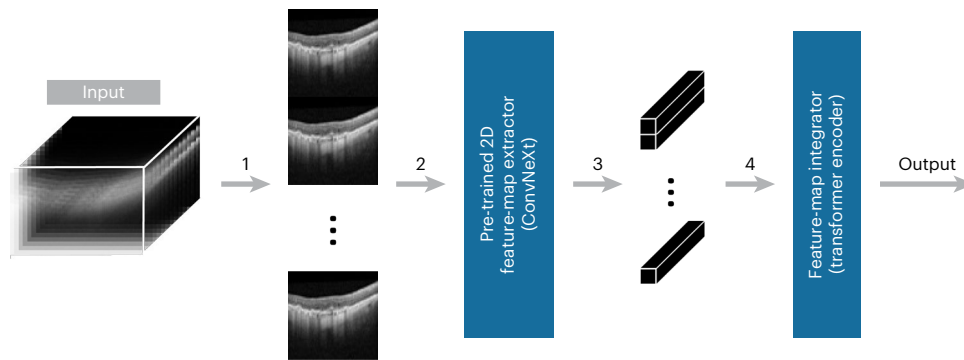 Input
1
2
Pre-trained 2D
feature-map extractor
(ConvNeXt)
3
4
Feature-map integrator
(transformer encoder)
Output